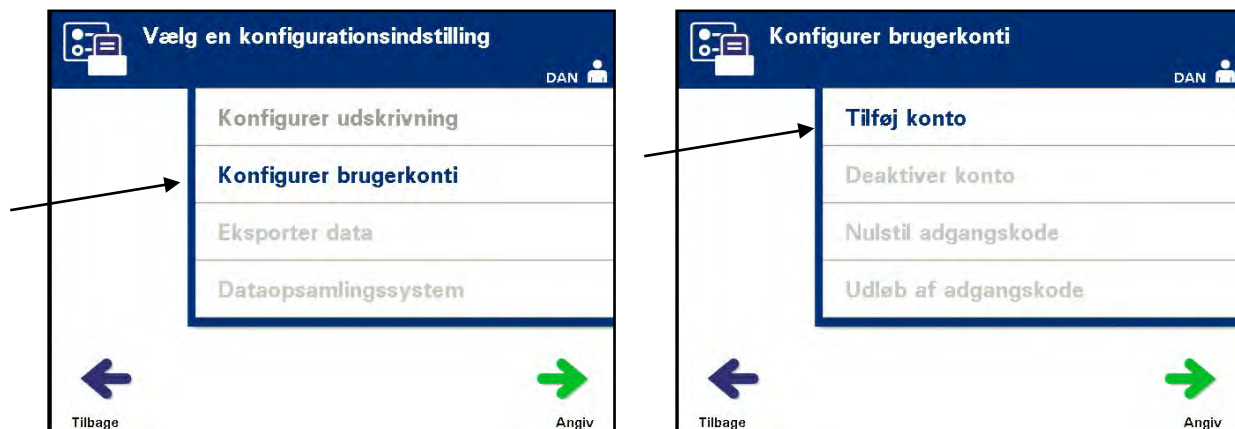 Vælg en konfigurationsindstilling
DAN
Konfigurer udskrivning
Konfigurer brugerkonti
Eksporter data
Dataopsamlingssystem
Tilbage
Angiv
Konfigurer brugerkonti
DAN
Tilføj konto
Deaktiver konto
Nulstil adgangskode
Udløb af adgangskode
Tilbage
Angiv